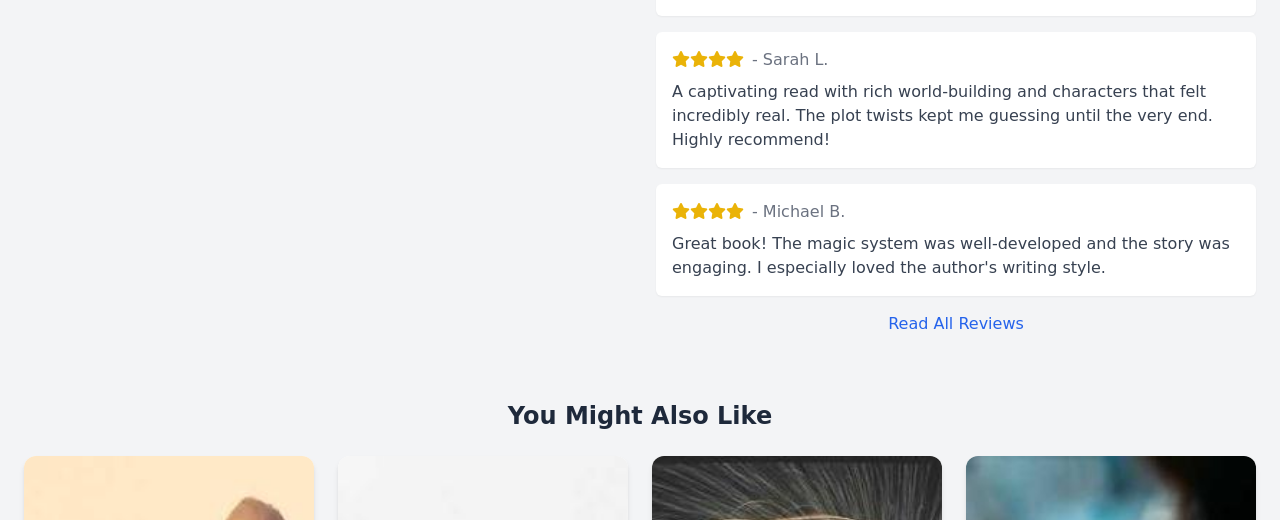 - Sarah L.
A captivating read with rich world-building and characters that felt
incredibly real. The plot twists kept me guessing until the very end.
Highly recommend!
- Michael B.
Great book! The magic system was well-developed and the story was
engaging. I especially loved the author's writing style.
Read All Reviews
You Might Also Like